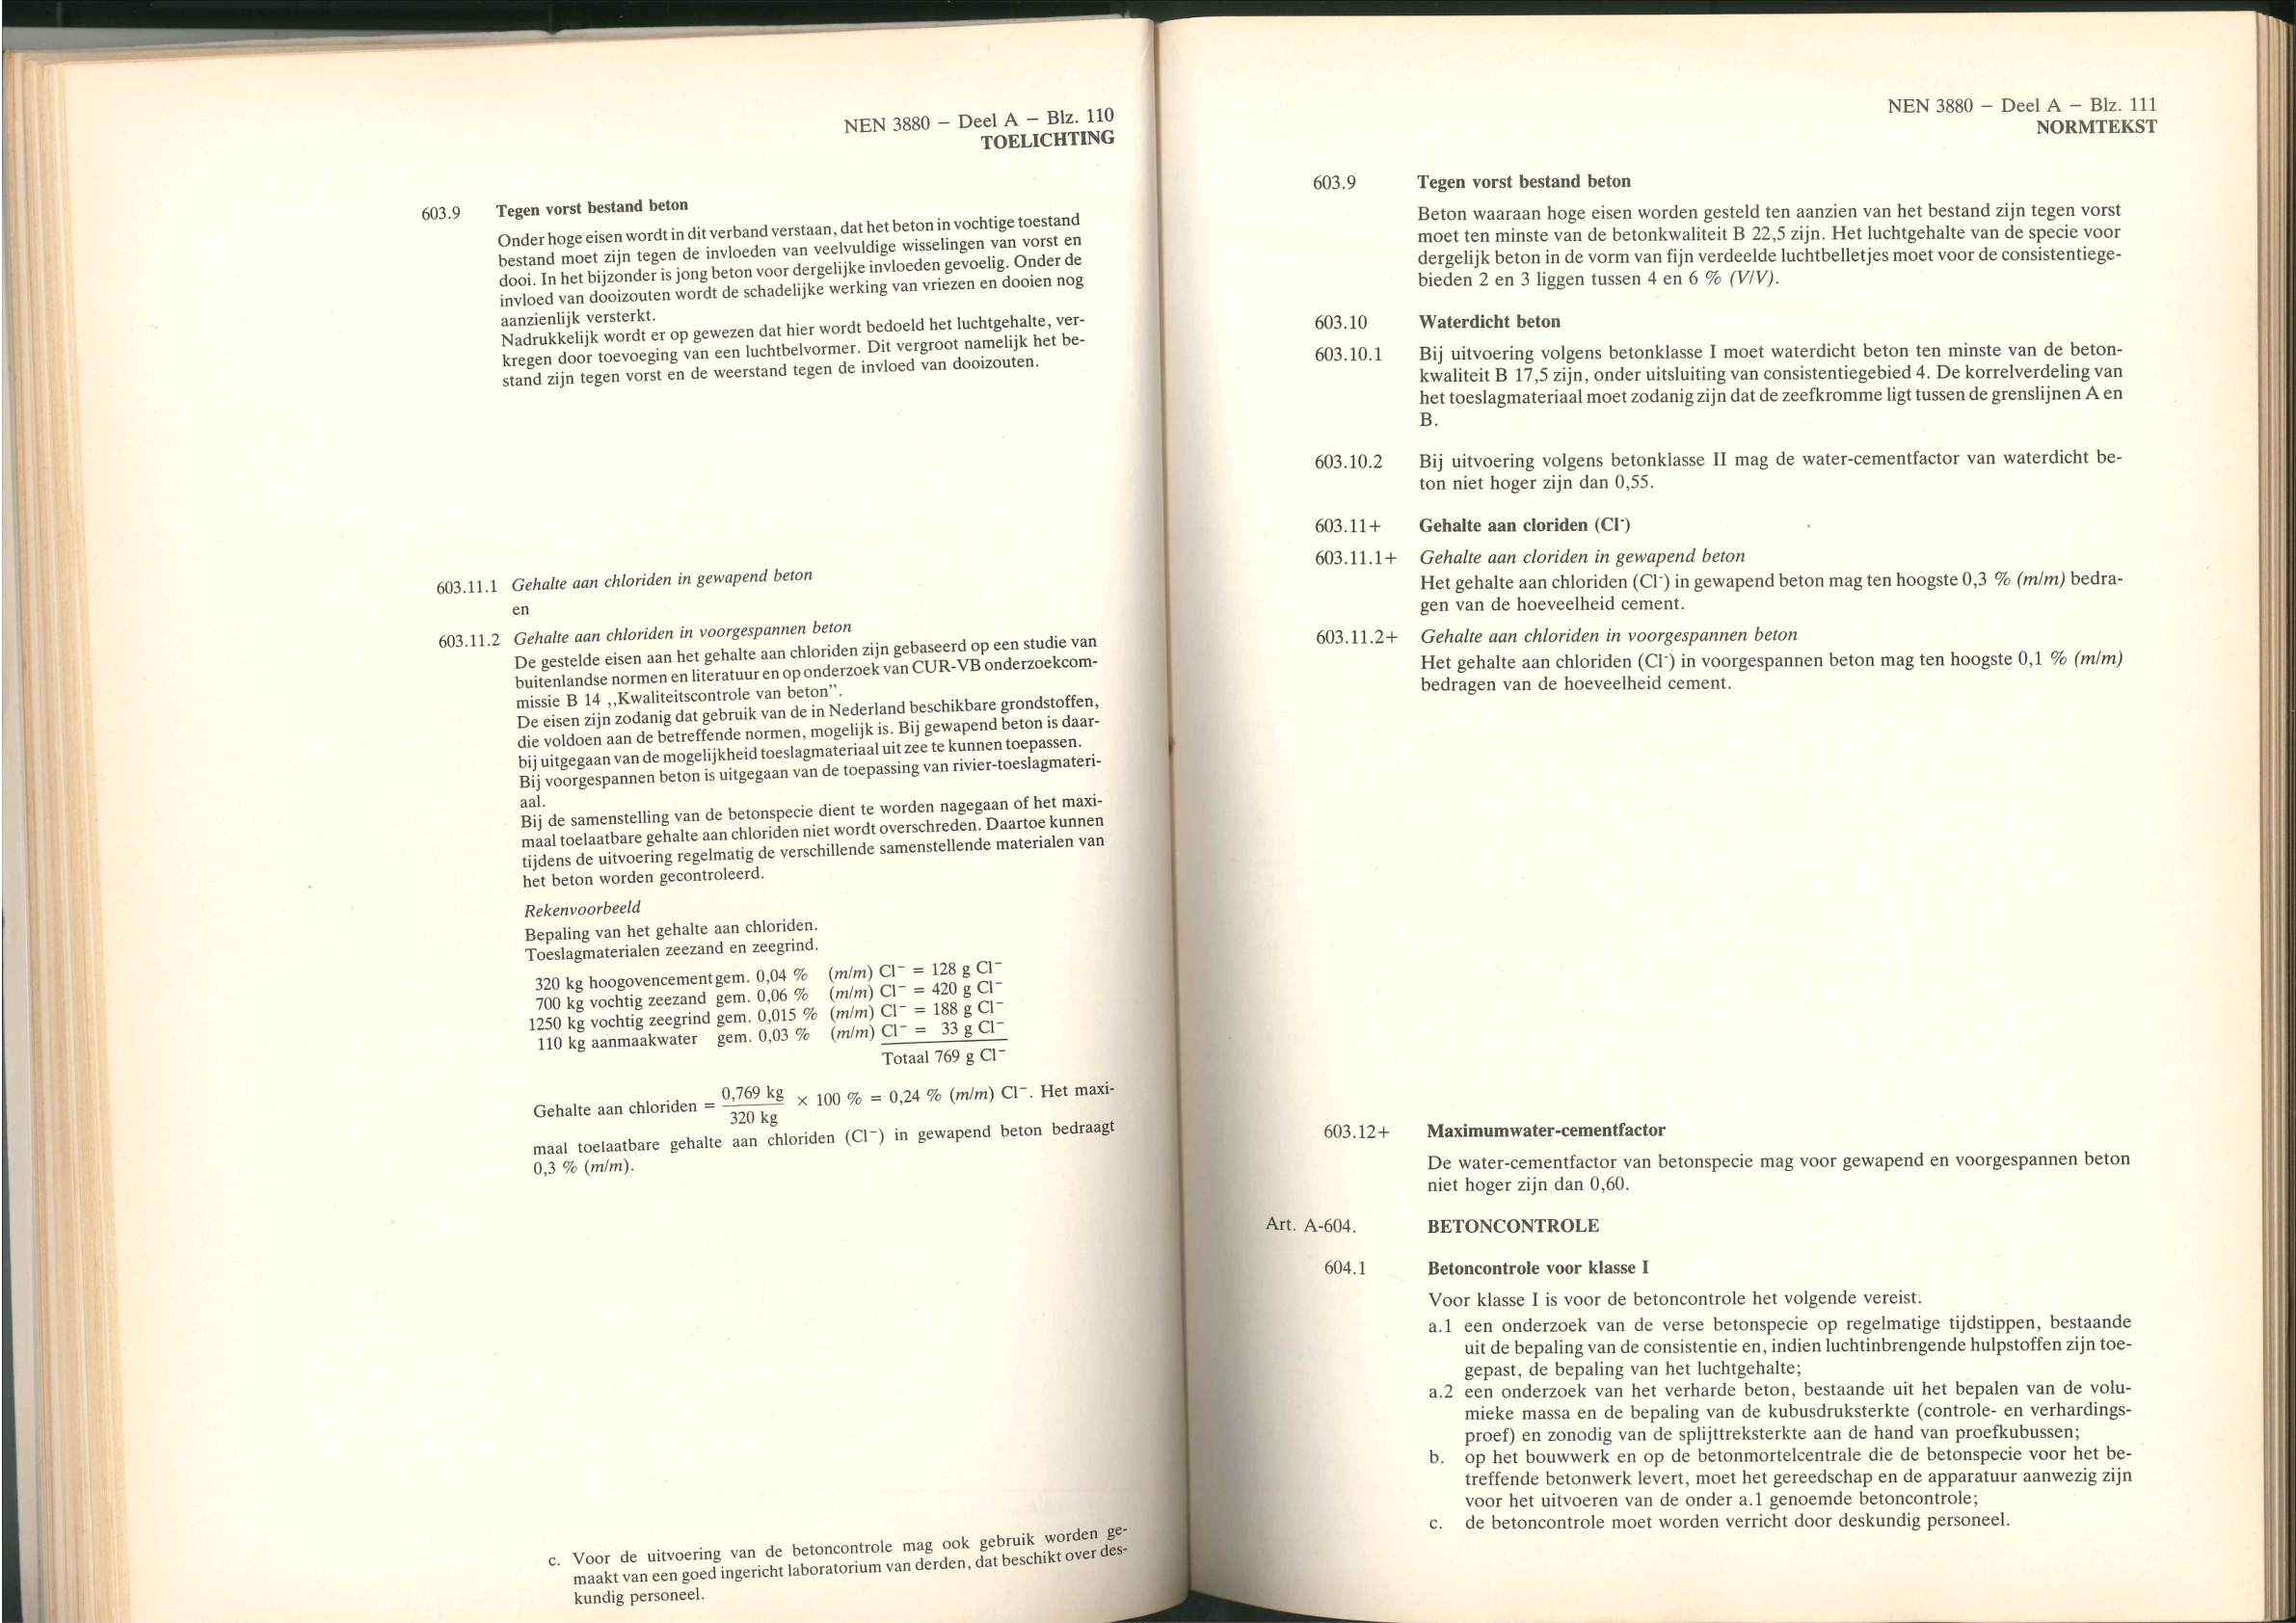 NEN 3880 — Deel A — Blz. 110
TOELICHTING
603.9 Tegen vorst bestand beton
Onder hoge eisen wordt in dit verband verstaan, dat het beton in vochtige toestand
bestand moet zijn tegen de invloeden van veelvuldige wisselingen van vorst en
dooi. In het bijzonder is jong beton voor dergelijke invloeden gevoelig. Onder de
invloed van dooizouten wordt de schadelijke werking van vriezen en dooien nog
aanzienlijk versterkt.
Nadrukkelijk wordt er op gewezen dat hier wordt bedoeld het luchtgehalte, ver-
kregen door toevoeging van een luchtbelvormer. Dit vergroot namelijk het be-
stand zijn tegen vorst en de weerstand tegen de invloed van dooizouten.
603.11.1 Gehalte aan chloriden in gewapend beton
en
603.11.2 Gehalte aan chloriden in voorgespannen beton
De gestelde eisen aan het gehalte aan chloriden zijn gebaseerd op een studie van
buitenlandse normen en literatuur en op onderzoek van CUR-VB onderzoekcom-
missie B 14 ,,Kwaliteitscontrole van beton”.
De eisen zijn zodanig dat gebruik van de in Nederland beschikbare grondstoffen,
die voldoen aan de betreffende normen, mogelijk is. Bij gewapend beton is daar-
bij uitgegaan van de mogelijkheid toeslagmateriaal uit zee te kunnen toepassen.
Bij voorgespannen beton is uitgegaan van de toepassing van rivier-toeslagmateri-
aal.
Bij de samenstelling van de betonspecie dient te worden nagegaan of het maxi-
maal toelaatbare gehalte aan chloriden niet wordt overschreden. Daartoe kunnen
tijdens de uitvoering regelmatig de verschillende samenstellende materialen van
het beton worden gecontroleerd.
Rekenvoorbeeld
Bepaling van het gehalte aan chloriden.
Toeslagmaterialen zeezand en zeegrind.
320 kg hoogovencement gem. 0,04 % (m/m) Cl⁻ = 128 g Cl⁻
700 kg vochtig zeezand gem. 0,06 % (m/m) Cl⁻ = 420 g Cl⁻
1250 kg vochtig zeegrind gem. 0,015 % (m/m) Cl⁻ = 188 g Cl⁻
110 kg aanmaakwater gem. 0,03 % (m/m) Cl⁻ = 33 g Cl⁻
Totaal 769 g Cl⁻
Gehalte aan chloriden = 0,769 kg / 320 kg × 100 % = 0,24 % (m/m) Cl⁻. Het maxi-
maal toelaatbare gehalte aan chloriden (Cl⁻) in gewapend beton bedraagt
0,3 % (m/m).
c. Voor de uitvoering van de betoncontrole mag ook gebruik worden ge-
maakt van een goed ingericht laboratorium van derden, dat beschikt over des-
kundig personeel.
NEN 3880 — Deel A — Blz. 111
NORMTEKST
603.9 Tegen vorst bestand beton
Beton waaraan hoge eisen worden gesteld ten aanzien van het bestand zijn tegen vorst
moet ten minste van de betonkwaliteit B 22,5 zijn. Het luchtgehalte van de specie voor
dergelijk beton in de vorm van fijn verdeelde luchtbelletjes moet voor de consistentiege-
bieden 2 en 3 liggen tussen 4 en 6 % (V/V).
603.10 Waterdicht beton
603.10.1 Bij uitvoering volgens betonklasse I moet waterdicht beton ten minste van de beton-
kwaliteit B 17,5 zijn, onder uitsluiting van consistentiegebied 4. De korrelverdeling van
het toeslagmateriaal moet zodanig zijn dat de zeefkromme ligt tussen de grenslijnen A en
B.
603.10.2 Bij uitvoering volgens betonklasse II mag de water-cementfactor van waterdicht be-
ton niet hoger zijn dan 0,55.
603.11+ Gehalte aan cloriden (Cl⁻)
603.11.1+ Gehalte aan cloriden in gewapend beton
Het gehalte aan chloriden (Cl⁻) in gewapend beton mag ten hoogste 0,3 % (m/m) bedra-
gen van de hoeveelheid cement.
603.11.2+ Gehalte aan chloriden in voorgespannen beton
Het gehalte aan chloriden (Cl⁻) in voorgespannen beton mag ten hoogste 0,1 % (m/m)
bedragen van de hoeveelheid cement.
603.12+ Maximumwater-cementfactor
De water-cementfactor van betonspecie mag voor gewapend en voorgespannen beton
niet hoger zijn dan 0,60.
Art. A-604. BETONCONTROLE
604.1 Betoncontrole voor klasse I
Voor klasse I is voor de betoncontrole het volgende vereist:
a.1 een onderzoek van de verse betonspecie op regelmatige tijdstippen, bestaande
uit de bepaling van de consistentie en, indien luchtinbrengende hulpstoffen zijn toe-
gepast, de bepaling van het luchtgehalte;
a.2 een onderzoek van het verharde beton, bestaande uit het bepalen van de volu-
mieke massa en de bepaling van de kubusdruksterkte (controle- en verhardings-
proef) en zonodig van de splijttreksterkte aan de hand van proefkubussen;
b. op het bouwwerk en op de betonmortelcentrale die de betonspecie voor het be-
treffende betonwerk levert, moet het gereedschap en de apparatuur aanwezig zijn
voor het uitvoeren van de onder a.1 genoemde betoncontrole;
c. de betoncontrole moet worden verricht door deskundig personeel.